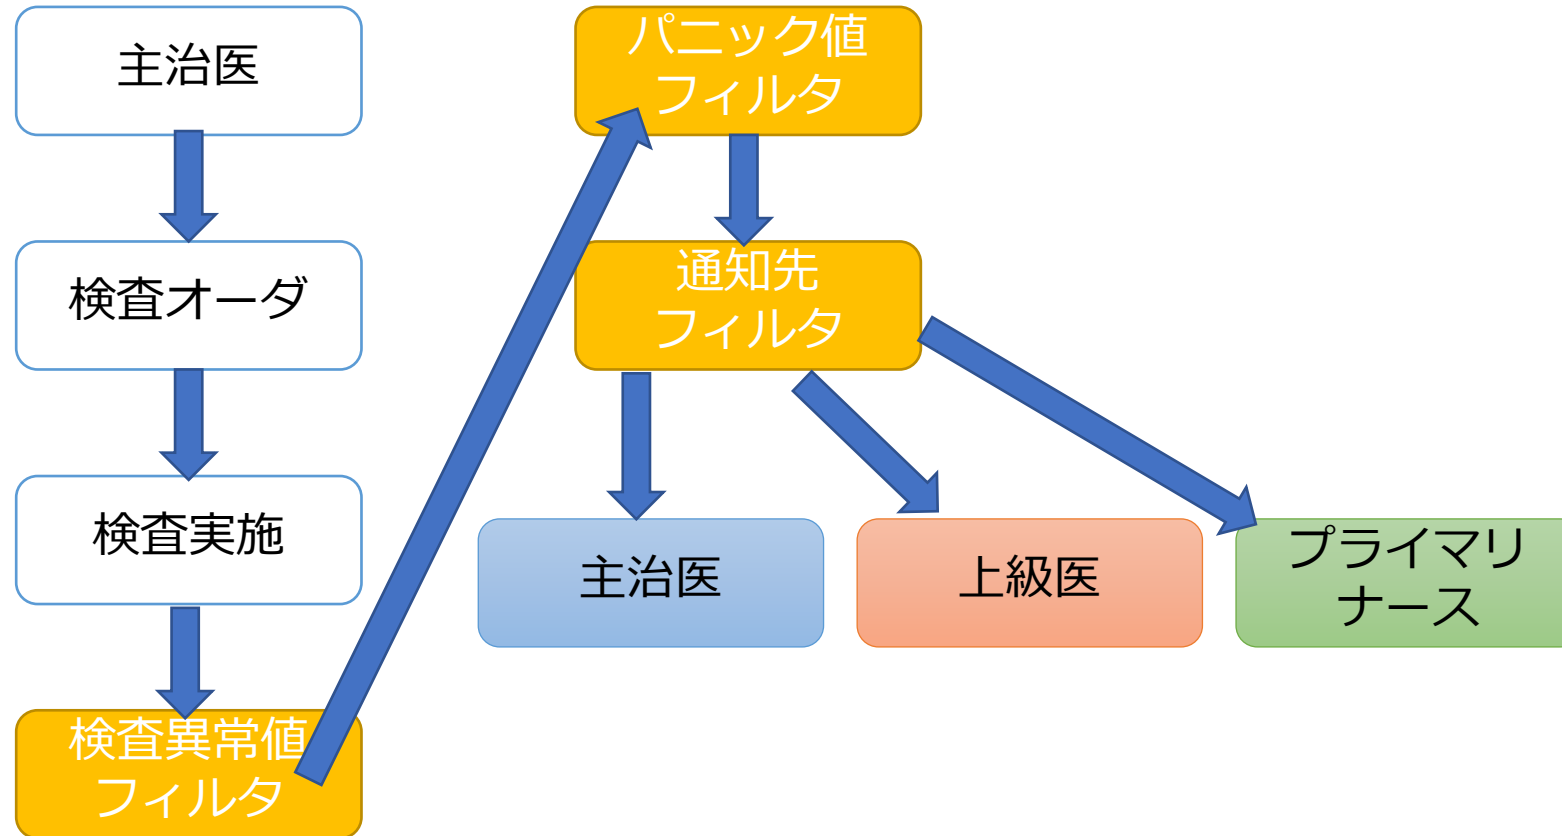 主治医
検査オーダ
検査実施
検査異常値
フィルタ
パニック値
フィルタ
通知先
フィルタ
主治医
上級医
プライマリ
ナース